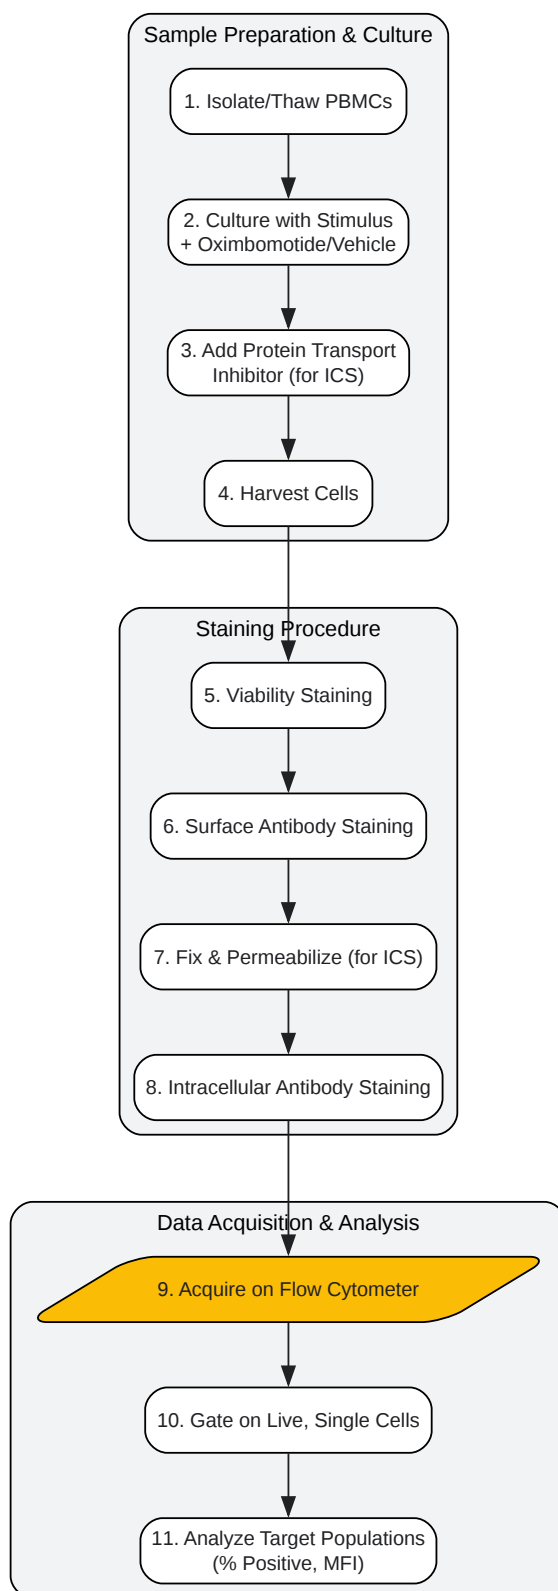 Sample Preparation & Culture
1. Isolate/Thaw PBMCs
2. Culture with Stimulus
+ Oximbomotide/Vehicle
3. Add Protein Transport
Inhibitor (for ICS)
4. Harvest Cells
Staining Procedure
5. Viability Staining
6. Surface Antibody Staining
7. Fix & Permeabilize (for ICS)
8. Intracellular Antibody Staining
Data Acquisition & Analysis
9. Acquire on Flow Cytometer
10. Gate on Live, Single Cells
11. Analyze Target Populations
(% Positive, MFI)